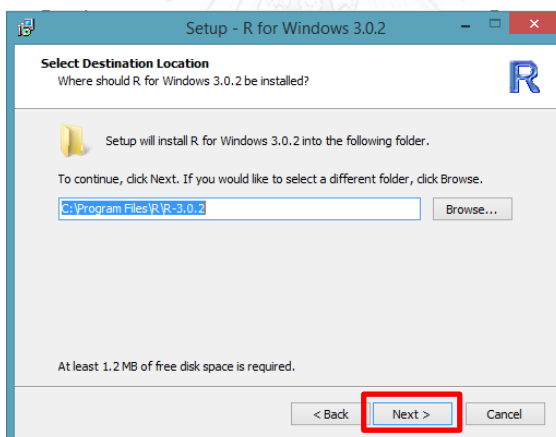 Setup - R for Windows 3.0.2
Select Destination Location
Where should R for Windows 3.0.2 be installed?
R
Setup will install R for Windows 3.0.2 into the following folder.
To continue, click Next. If you would like to select a different folder, click Browse.
C:\Program Files\R\R-3.0.2
Browse...
At least 1.2 MB of free disk space is required.
< Back Next > Cancel